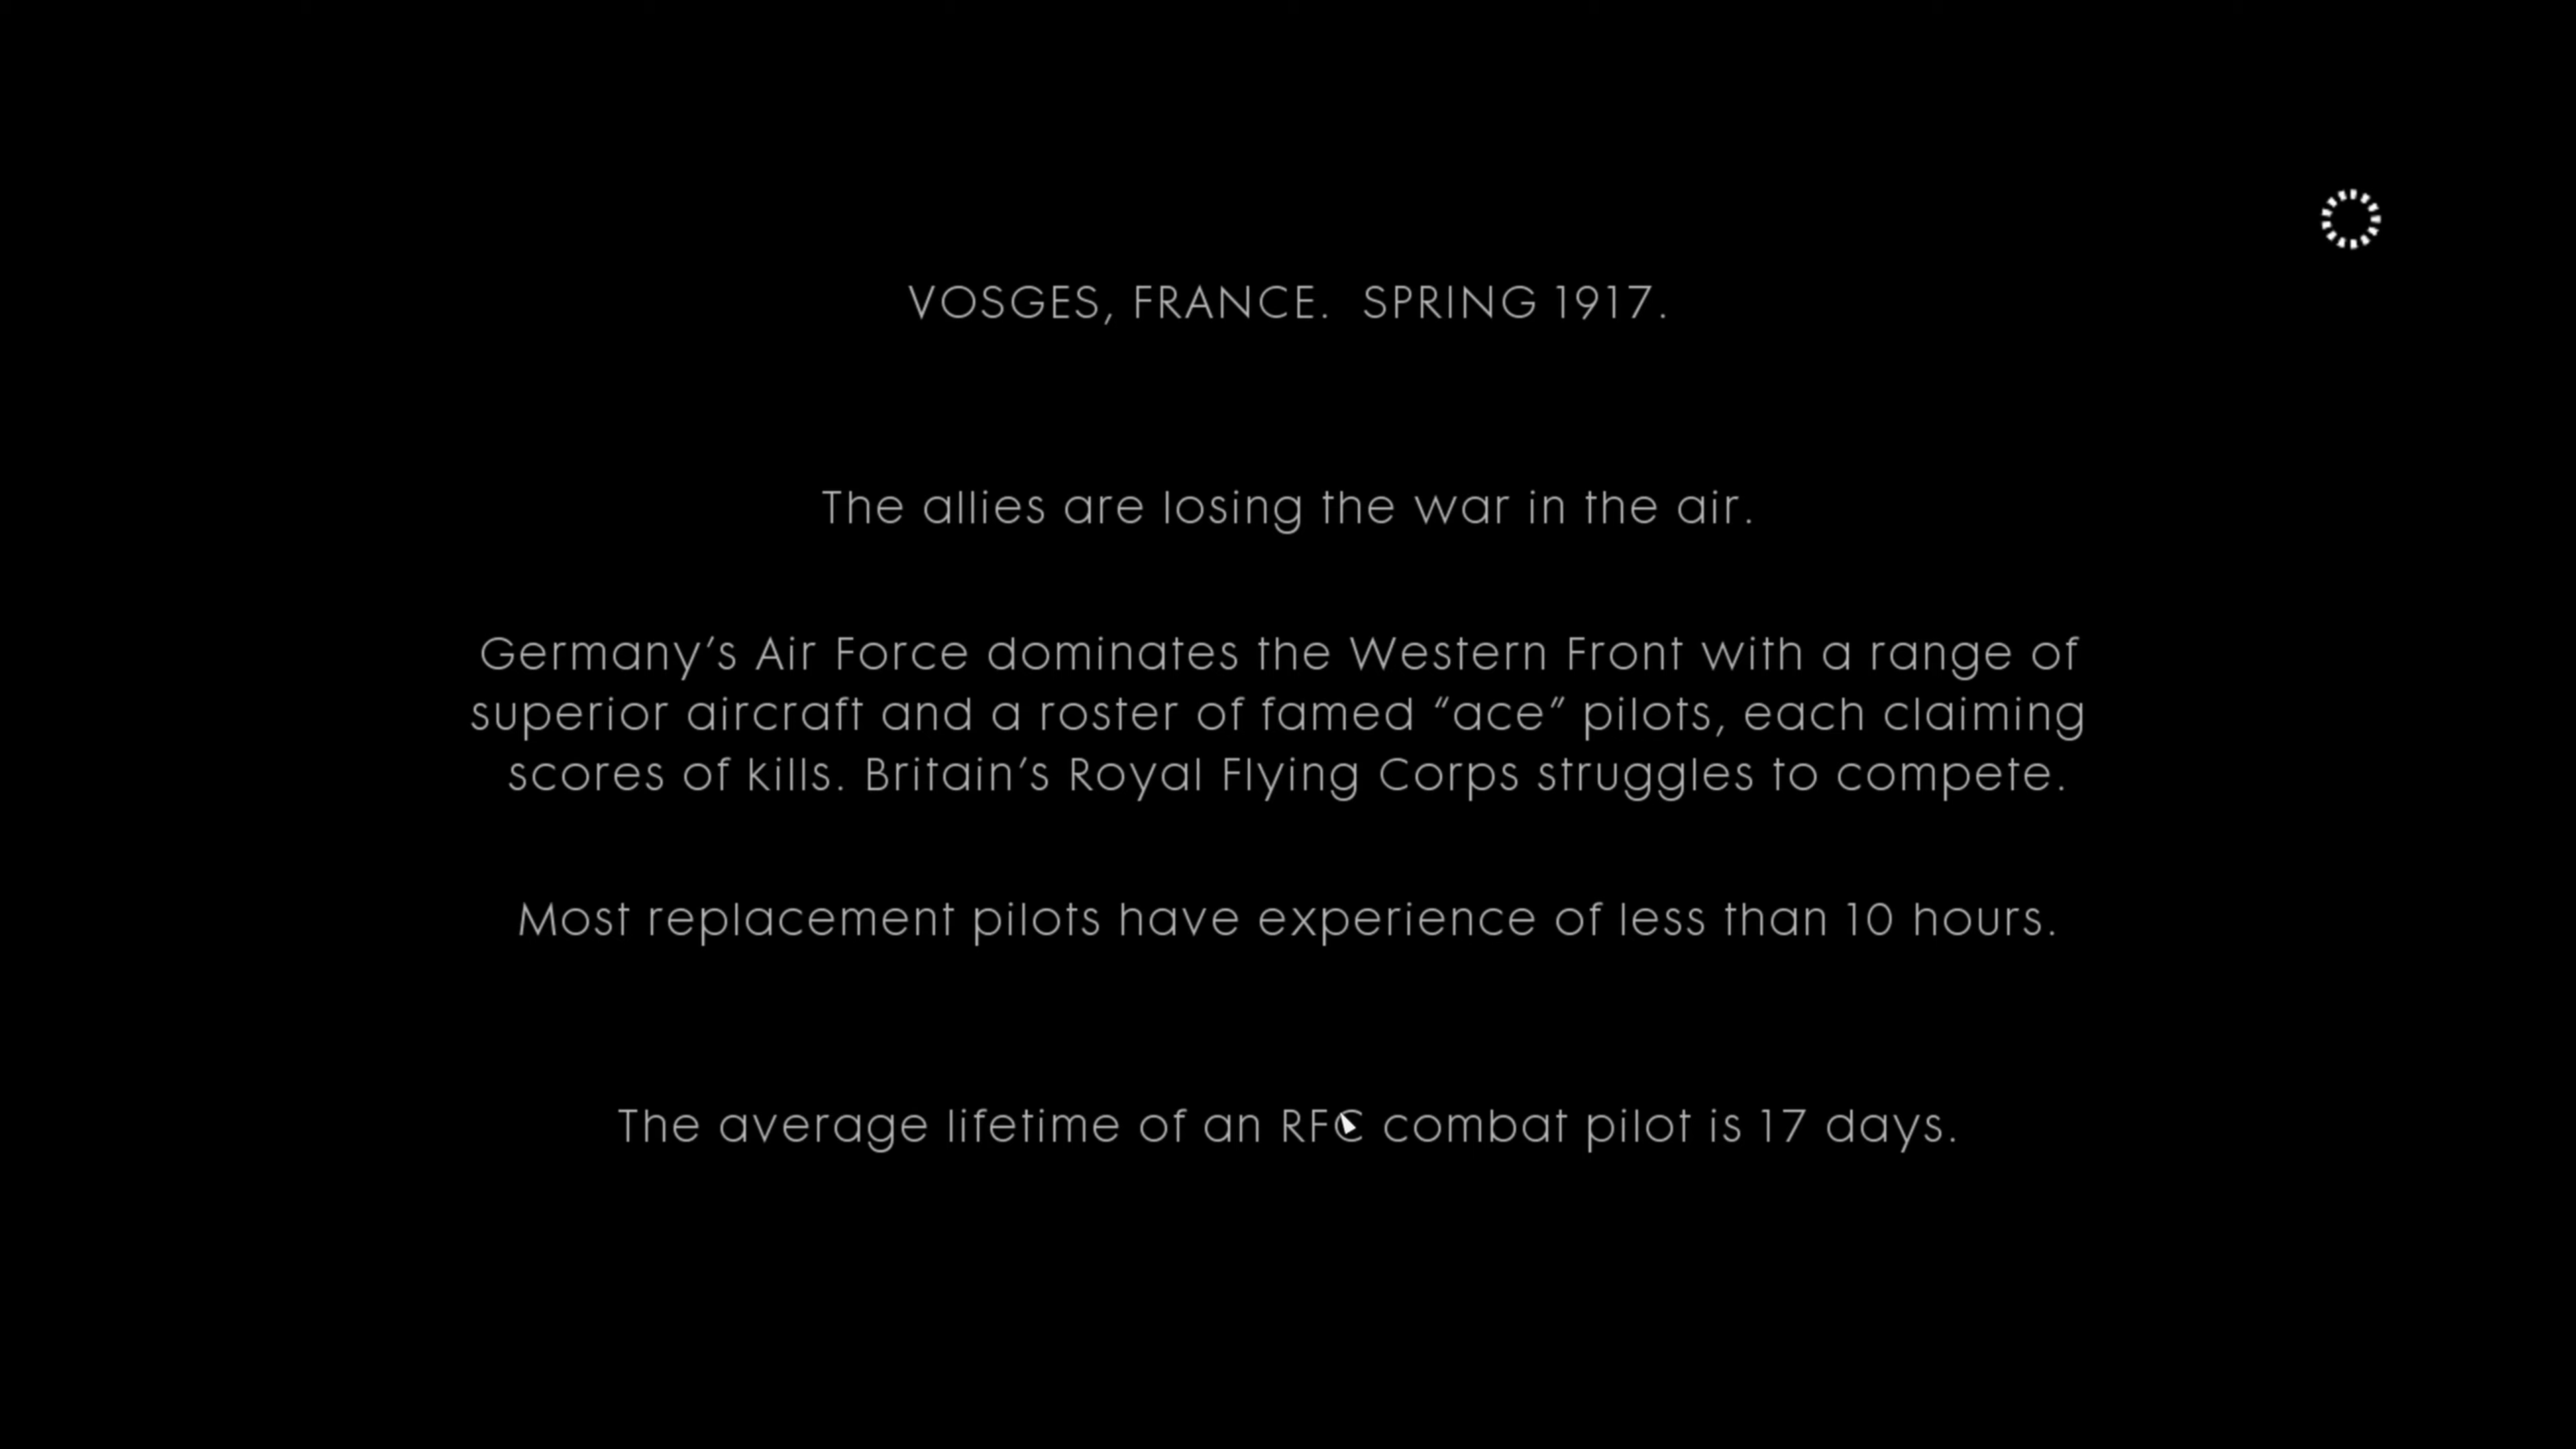 VOSGES, FRANCE.  SPRING 1917.
The allies are losing the war in the air.
Germany’s Air Force dominates the Western Front with a range of
superior aircraft and a roster of famed “ace” pilots, each claiming
scores of kills. Britain’s Royal Flying Corps struggles to compete.
Most replacement pilots have experience of less than 10 hours.
The average lifetime of an RFC combat pilot is 17 days.